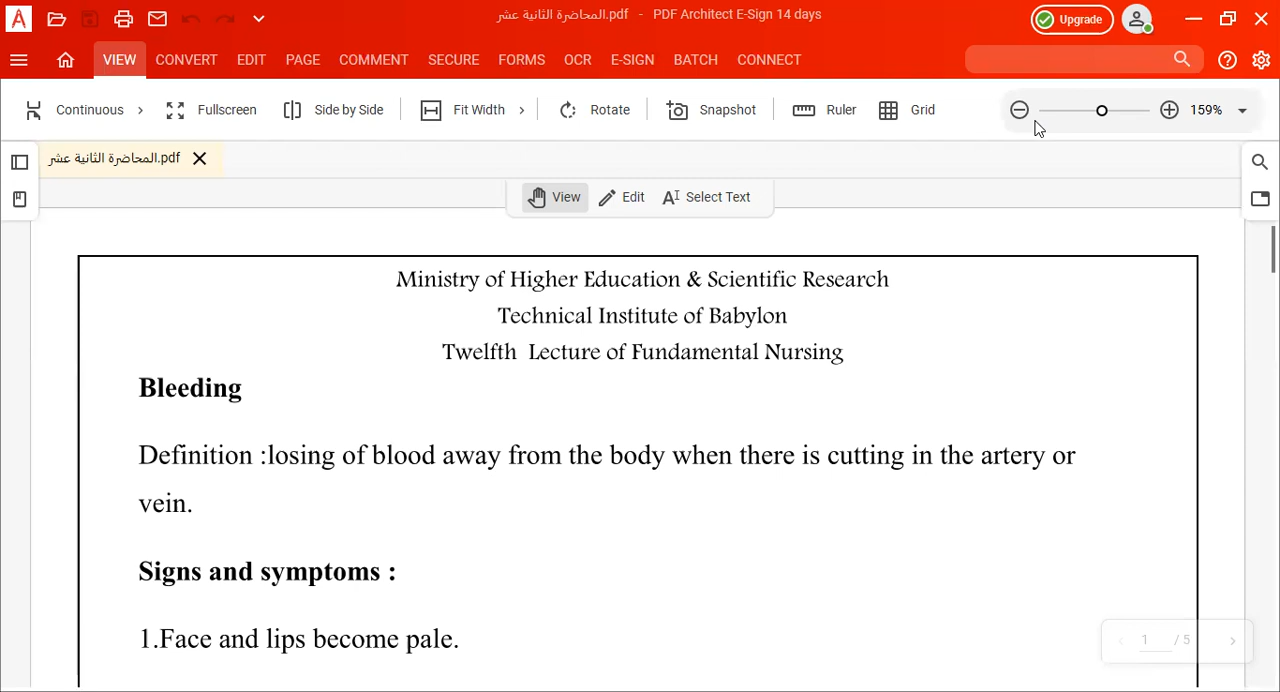 المحاضرة الثانية عشر.pdf - PDF Architect E-Sign 14 days
Upgrade
VIEW CONVERT EDIT PAGE COMMENT SECURE FORMS OCR E-SIGN BATCH CONNECT
Continuous Fullscreen Side by Side Fit Width Rotate Snapshot Ruler Grid 159%
المحاضرة الثانية عشر.pdf
View Edit Select Text
Ministry of Higher Education & Scientific Research
Technical Institute of Babylon
Twelfth Lecture of Fundamental Nursing
Bleeding
Definition :losing of blood away from the body when there is cutting in the artery or
vein.
Signs and symptoms :
1.Face and lips become pale.
1 / 5